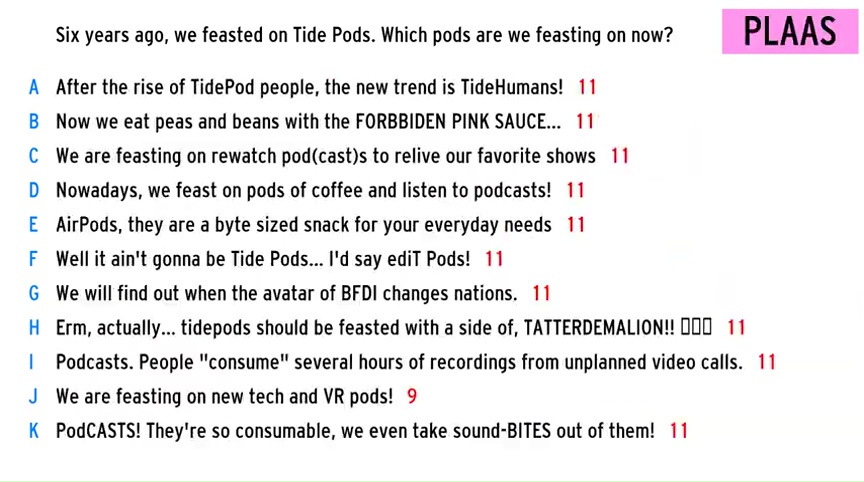 Six years ago, we feasted on Tide Pods. Which pods are we feasting on now?
PLAAS
A After the rise of TidePod people, the new trend is TideHumans! 11
B Now we eat peas and beans with the FORBBIDEN PINK SAUCE... 11
C We are feasting on rewatch pod(cast)s to relive our favorite shows 11
D Nowadays, we feast on pods of coffee and listen to podcasts! 11
E AirPods, they are a byte sized snack for your everyday needs 11
F Well it ain't gonna be Tide Pods... I'd say ediT Pods! 11
G We will find out when the avatar of BFDI changes nations. 11
H Erm, actually... tidepods should be feasted with a side of, TATTERDEMALION!! 11
I Podcasts. People "consume" several hours of recordings from unplanned video calls. 11
J We are feasting on new tech and VR pods! 9
K PodCASTS! They're so consumable, we even take sound-BITES out of them! 11